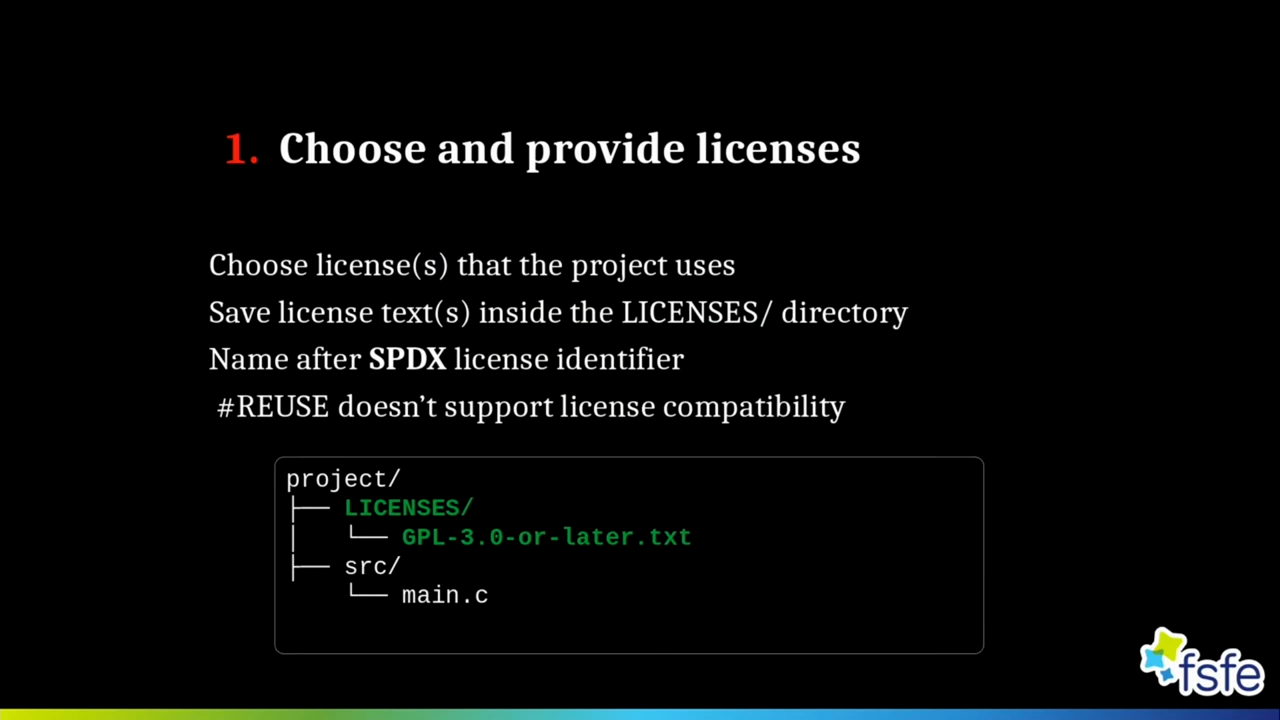 1. Choose and provide licenses
Choose license(s) that the project uses
Save license text(s) inside the LICENSES/ directory
Name after SPDX license identifier
#REUSE doesn’t support license compatibility
project/
├── LICENSES/
│   └── GPL-3.0-or-later.txt
├── src/
    └── main.c
fsfe